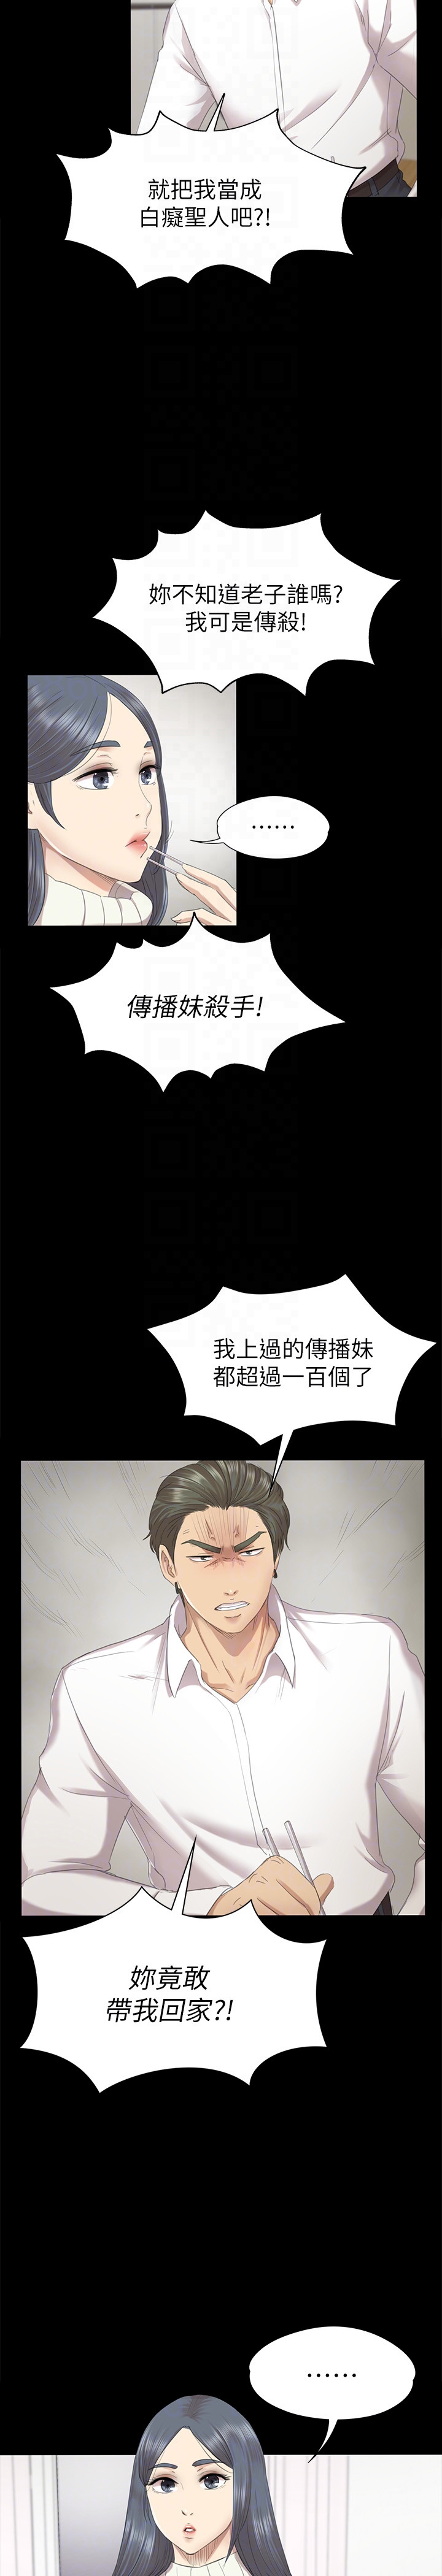 就把我當成
白癡聖人吧?!
妳不知道老子誰嗎?
我可是傳殺!
……
傳播妹殺手!
我上過的傳播妹
都超過一百個了
妳竟敢
帶我回家?!
……